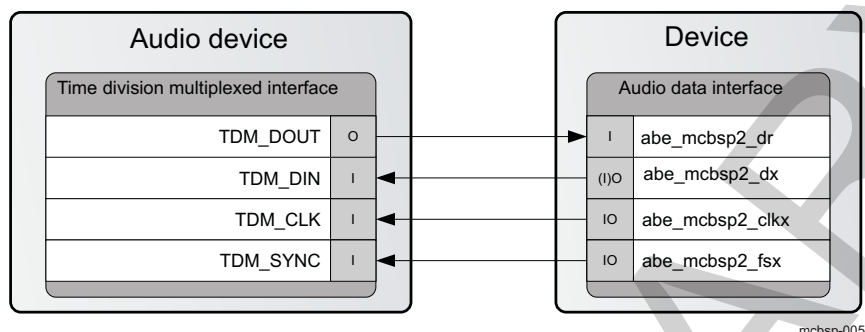 Audio device
Device
Time division multiplexed interface
Audio data interface
TDM_DOUT O I abe_mcbsp2_dr
TDM_DIN I (I)O abe_mcbsp2_dx
TDM_CLK I IO abe_mcbsp2_clkx
TDM_SYNC I IO abe_mcbsp2_fsx
mcbsp-005